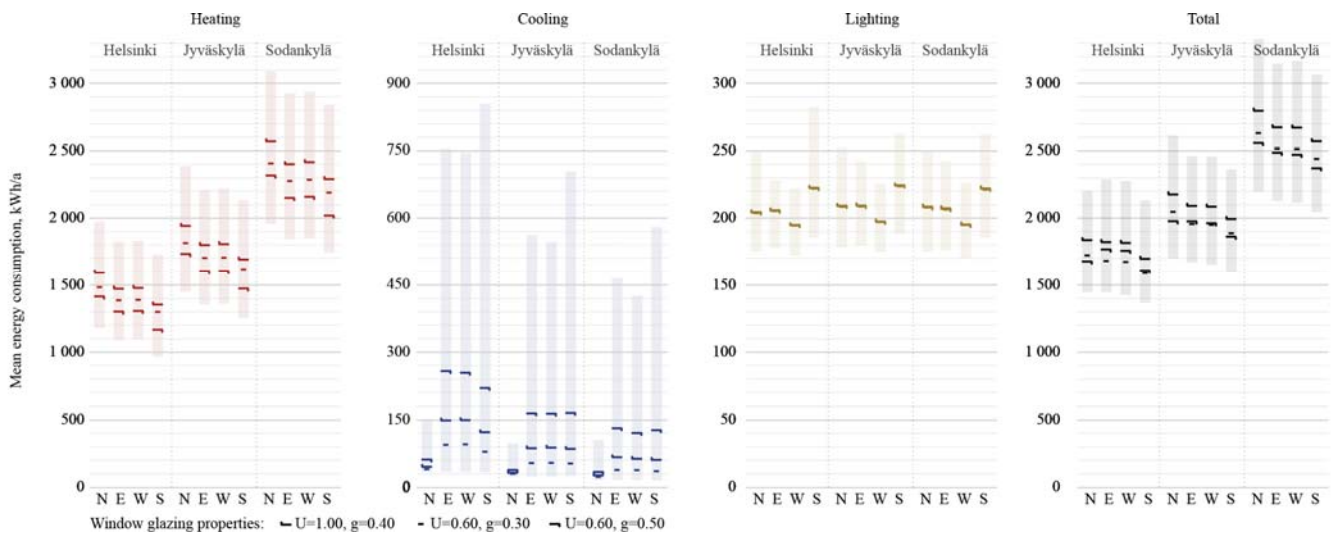 Heating Cooling Lighting Total
Helsinki Jyväskylä Sodankylä Helsinki Jyväskylä Sodankylä Helsinki Jyväskylä Sodankylä Helsinki Jyväskylä Sodankylä
3 000 900 300 3 000
2 500 750 250 2 500
2 000 600 200 2 000
1 500 450 150 1 500
1 000 300 100 1 000
500 150 50 500
0 0 0 0
Mean energy consumption, kWh/a
N E W S N E W S N E W S N E W S N E W S N E W S N E W S N E W S N E W S N E W S N E W S N E W S
Window glazing properties: U=1.00, g=0.40 U=0.60, g=0.30 U=0.60, g=0.50